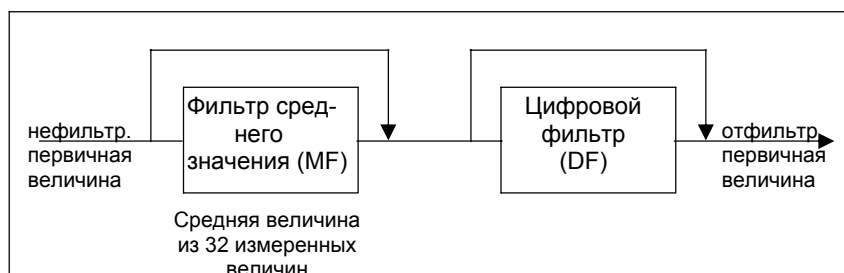 нефильтр.
первичная
величина
Фильтр сред-
него
значения (MF)
Средняя величина
из 32 измеренных
величин
Цифровой
фильтр
(DF)
отфильтр.
первичная
величина